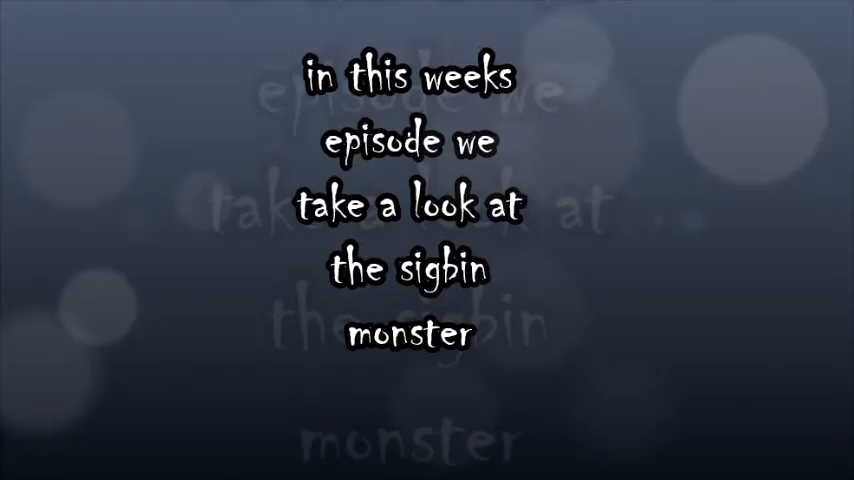 in this weeks
episode we
take a look at
the sigbin
monster